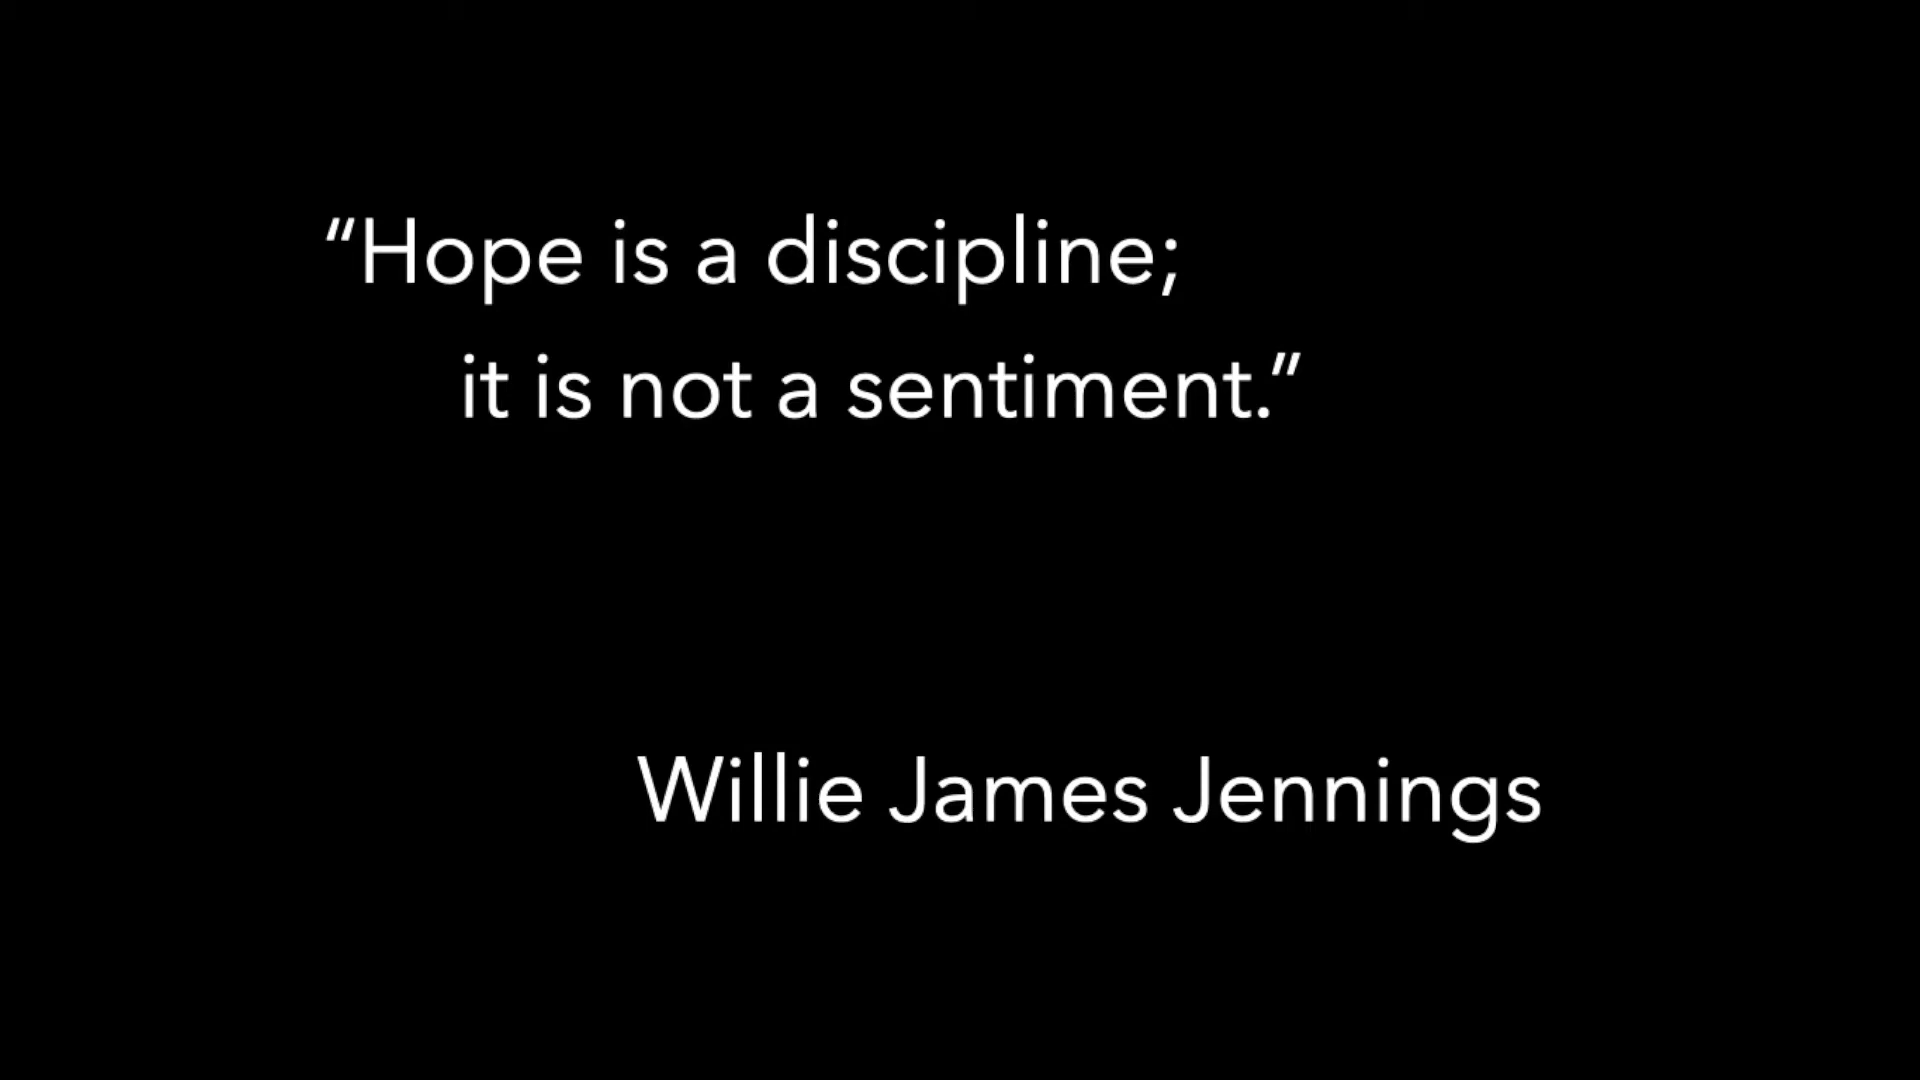 “Hope is a discipline;
it is not a sentiment.”
Willie James Jennings